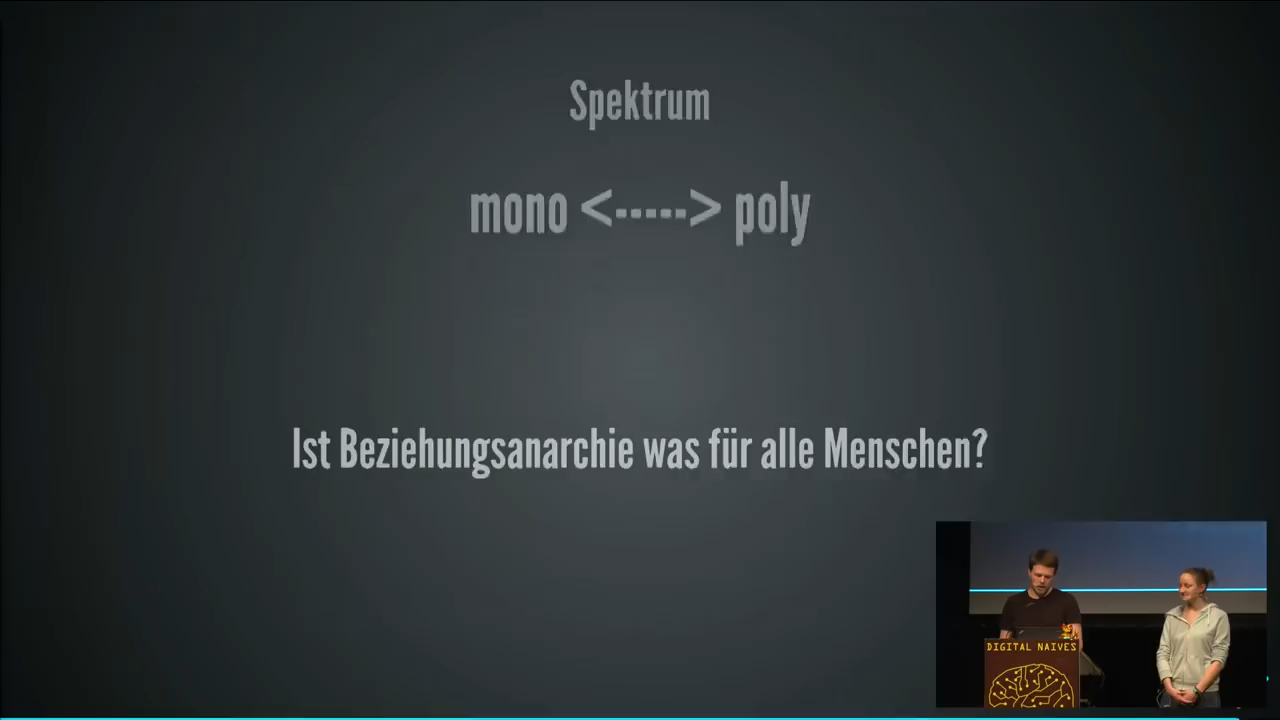 Spektrum
mono <-----> poly
Ist Beziehungsanarchie was für alle Menschen?
DIGITAL NAIVES